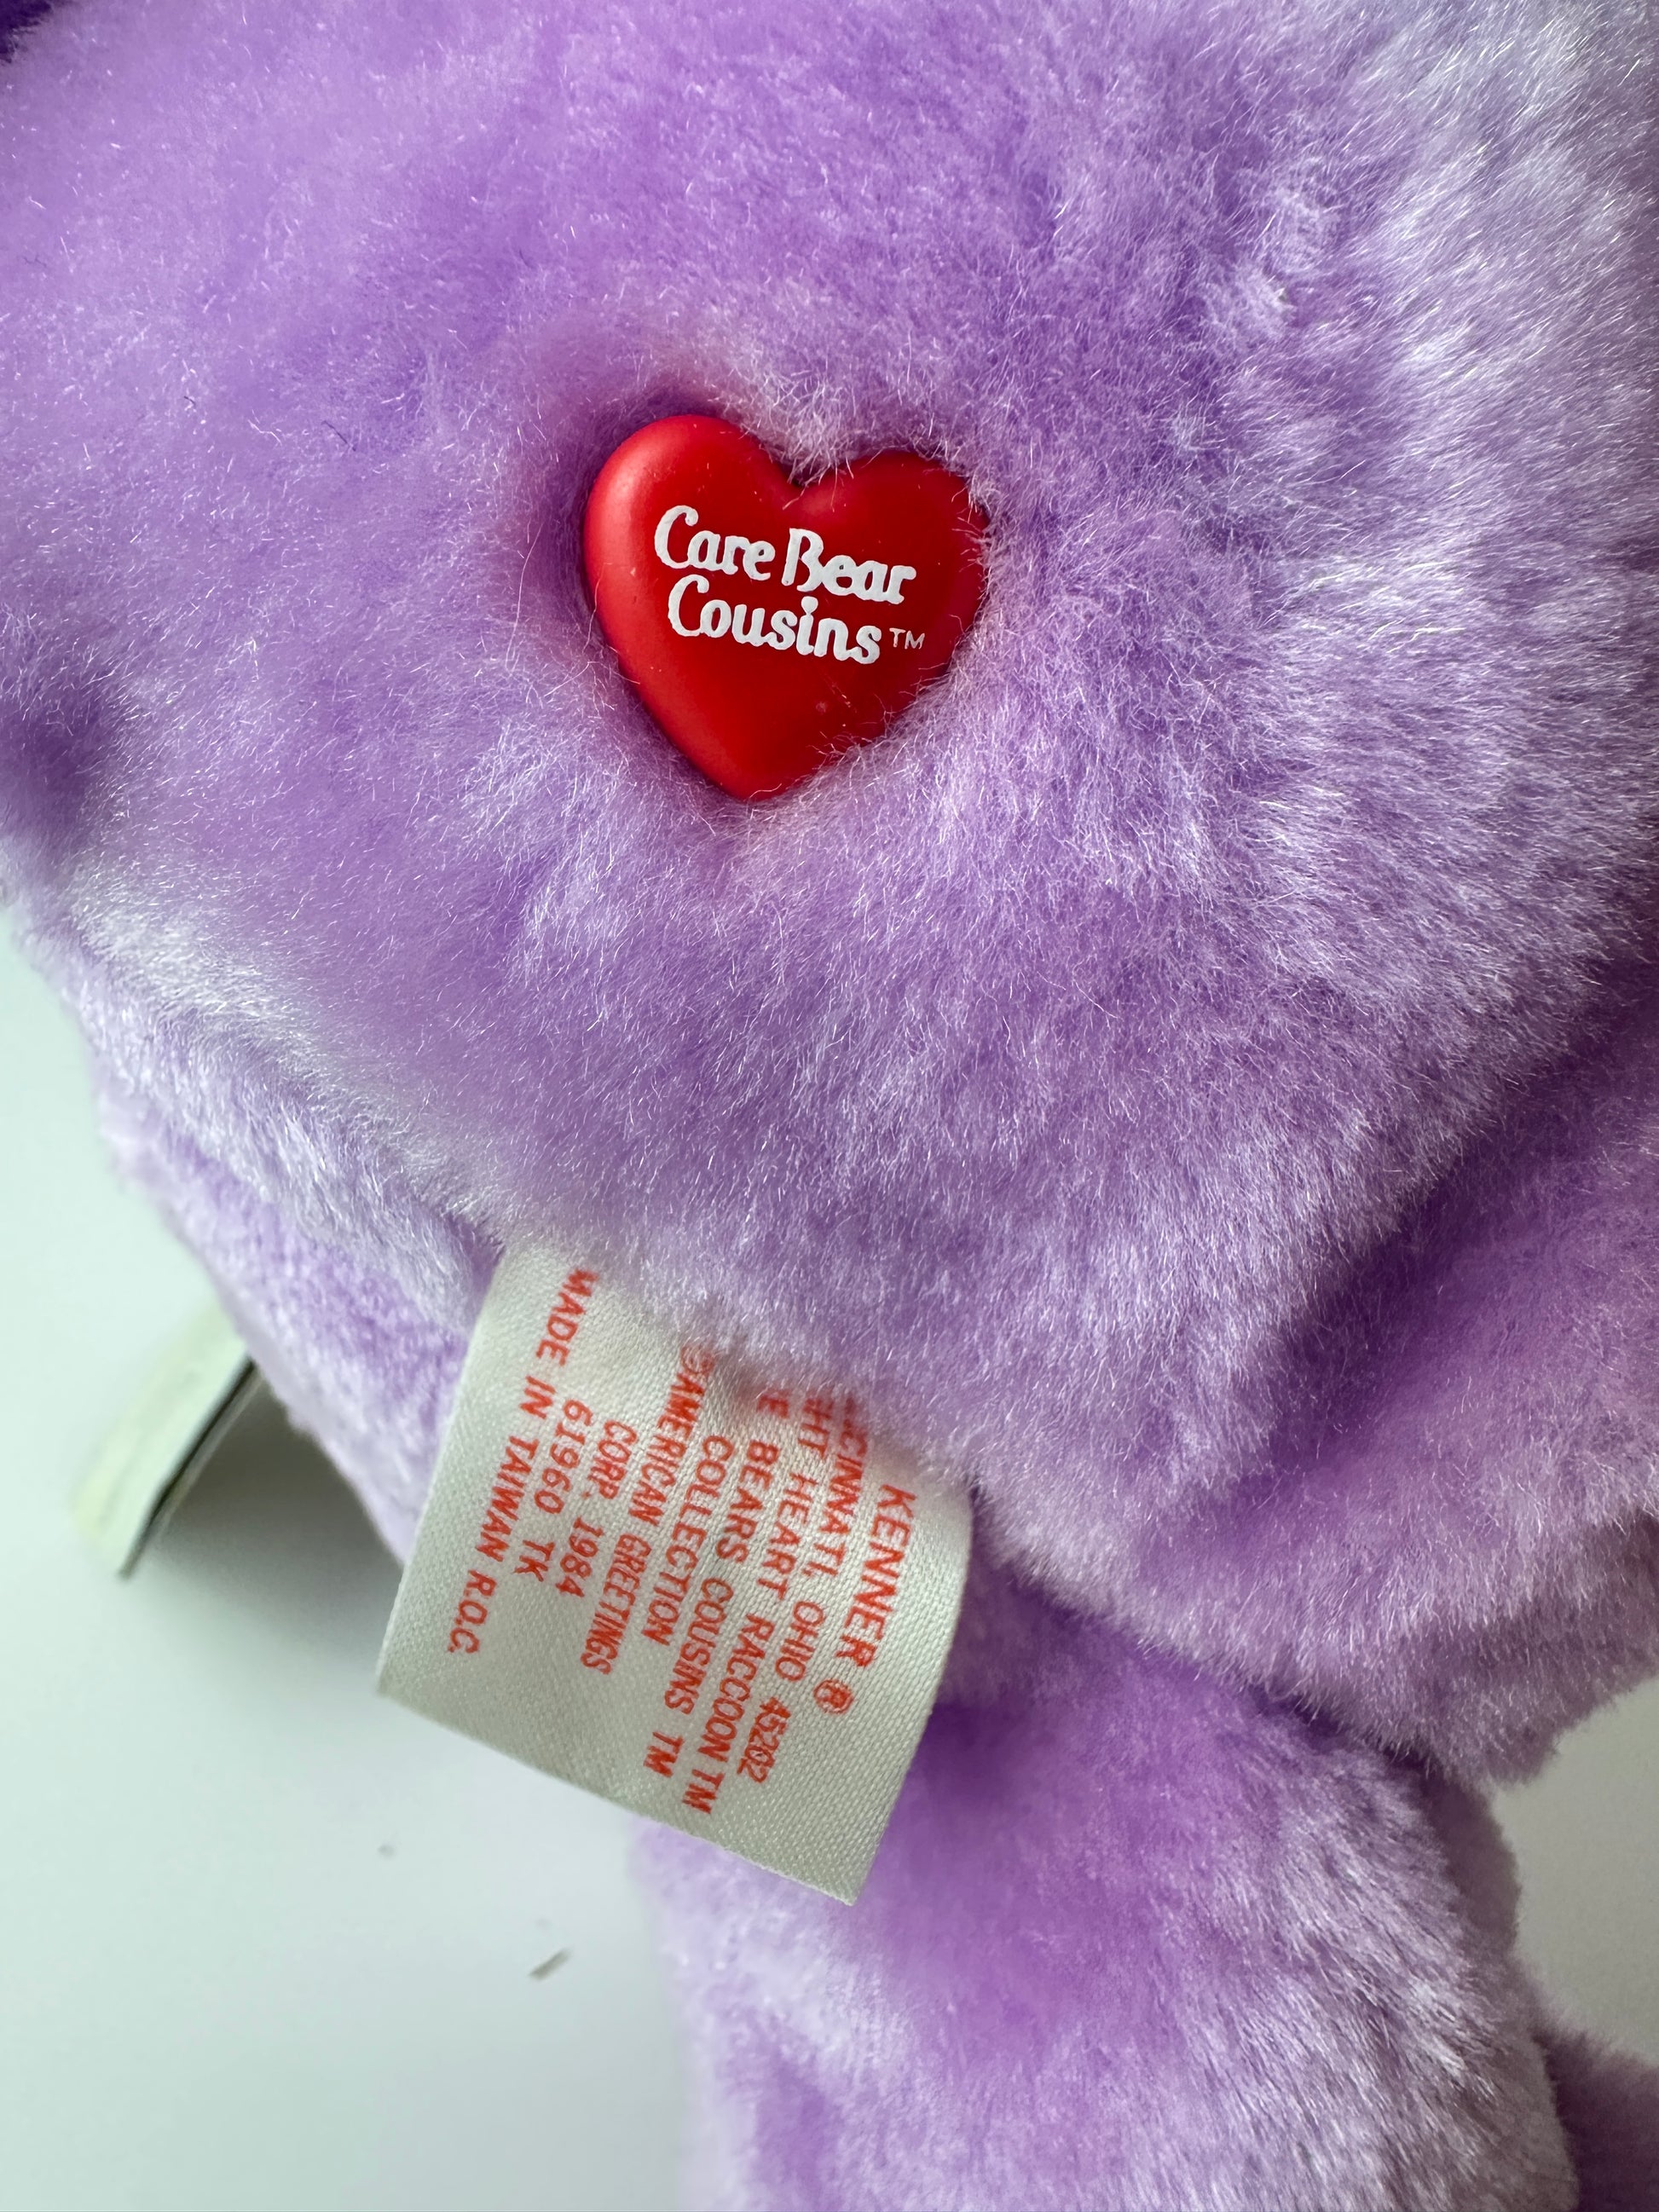 Care Bear
Cousins™
KENNER ®
CINNATI, OHIO 45202
HT HEART RACCOON TM
E BEARS COUSINS TM
COLLECTION
©AMERICAN GREETINGS
CORP. 1984
61960 TK
MADE IN TAIWAN R.O.C.